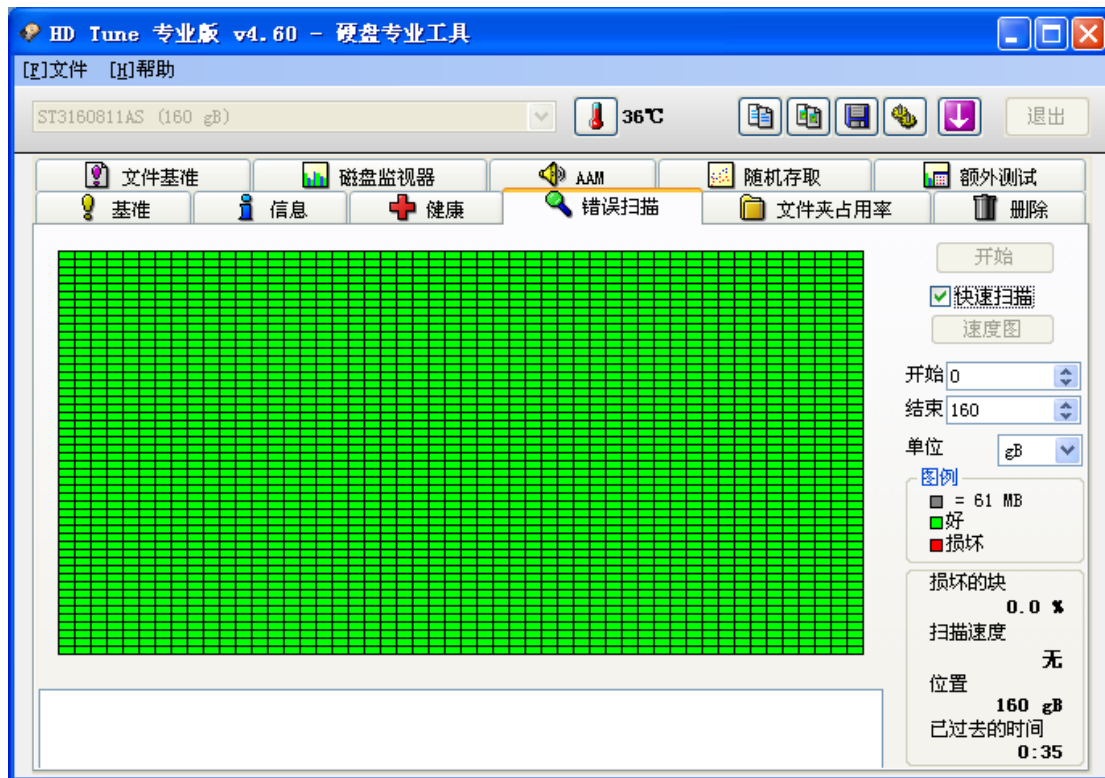 HD Tune 专业版 v4.60 - 硬盘专业工具
[F]文件 [H]帮助
ST3160811AS (160 gB) 36℃ 退出
文件基准 磁盘监视器 AAM 随机存取 额外测试
基准 信息 健康 错误扫描 文件夹占用率 删除
开始
快速扫描
速度图
开始 0
结束 160
单位 gB
图例
= 61 MB
好
损坏
损坏的块
0.0 %
扫描速度
无
位置
160 gB
已过去的时间
0:35